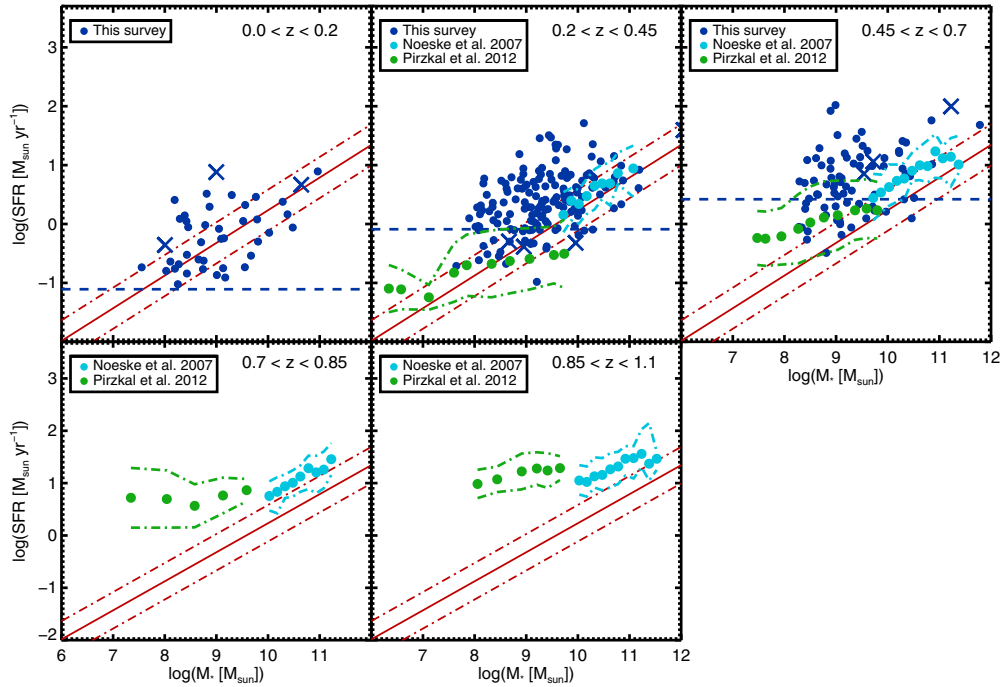 This survey
0.0 < z < 0.2
This survey
Noeske et al. 2007
Pirzkal et al. 2012
0.2 < z < 0.45
This survey
Noeske et al. 2007
Pirzkal et al. 2012
0.45 < z < 0.7
3
2
1
0
−1
log(SFR [M_sun yr⁻¹])
7 8 9 10 11 12
log(M_* [M_sun])
Noeske et al. 2007
Pirzkal et al. 2012
0.7 < z < 0.85
Noeske et al. 2007
Pirzkal et al. 2012
0.85 < z < 1.1
3
2
1
0
−1
−2
log(SFR [M_sun yr⁻¹])
6 7 8 9 10 11
log(M_* [M_sun])
6 7 8 9 10 11 12
log(M_* [M_sun])